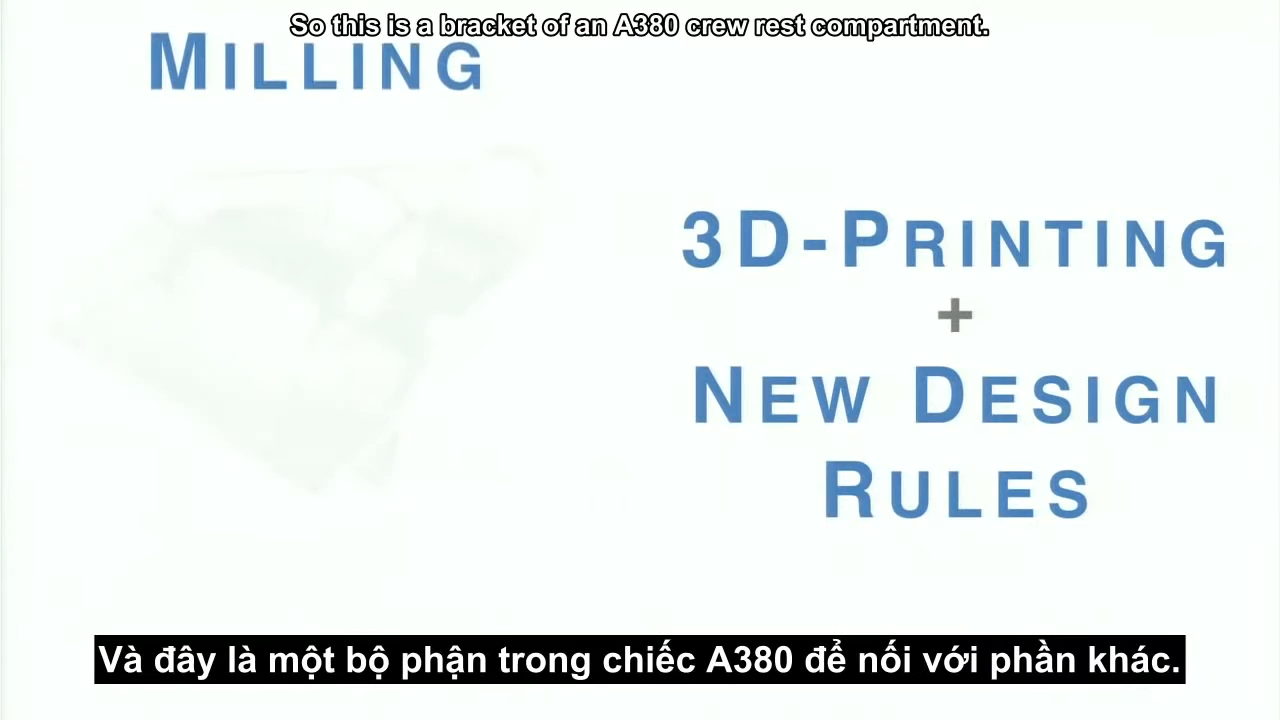 So this is a bracket of an A380 crew rest compartment.
MILLING
3D-PRINTING
+
NEW DESIGN
RULES
Và đây là một bộ phận trong chiếc A380 để nối với phần khác.